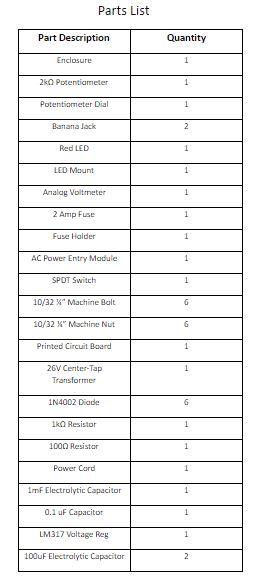 Parts List
Part Description Quantity
Enclosure 1
2kΩ Potentiometer 1
Potentiometer Dial 1
Banana Jack 2
Red LED 1
LED Mount 1
Analog Voltmeter 1
2 Amp Fuse 1
Fuse Holder 1
AC Power Entry Module 1
SPDT Switch 1
10/32 ¾” Machine Bolt 6
10/32 ¾” Machine Nut 6
Printed Circuit Board 1
26V Center-Tap 1
Transformer
1N4002 Diode 6
1kΩ Resistor 1
100Ω Resistor 1
Power Cord 1
1mF Electrolytic Capacitor 1
0.1 uF Capacitor 1
LM317 Voltage Reg 1
100uF Electrolytic Capacitor 2